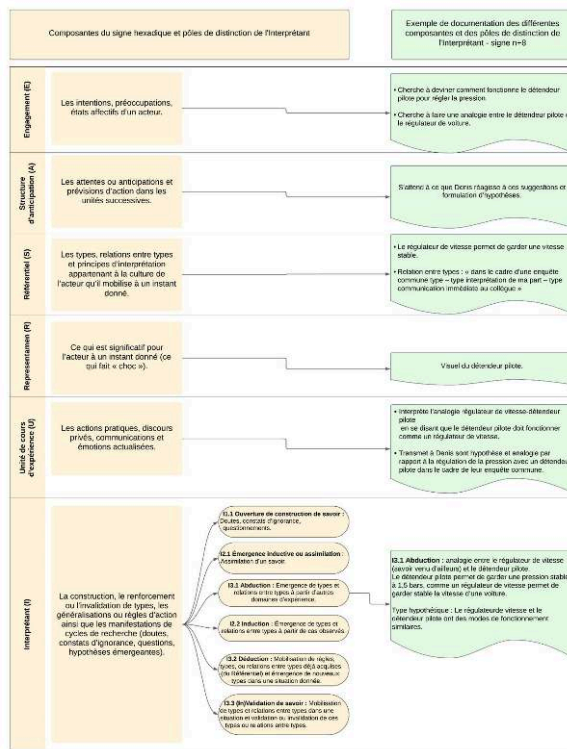 Composantes du signe hexadique et pôles de distinction de l'Interprétant
Exemple de documentation des différentes
composantes et des pôles de distinction de
l'Interprétant - signe n+8
Engagement (E)
Les intentions, préoccupations,
états affectifs d'un acteur.
• Cherche à deviner comment fonctionne le détendeur
pilote pour régler la pression.
• Cherche à faire une analogie entre le détendeur pilote
le régulateur de voiture.
Structure
d'anticipation (A)
Les attentes ou anticipations et
prévisions d'action dans les
unités successives.
S'attend à ce que Denis réagisse à ces suggestions et
formulation d'hypothèses.
Référentiel (S)
Les types, relations entre types
et principes d'interprétation
appartenant à la culture de
l'acteur qu'il mobilise à un instant
donné.
• Le régulateur de vitesse permet de garder une vitesse
stable.
• Relation entre types : « dans le cadre d'une enquête
commune type – type interprétation de ma part – type
communication immédiate au collègue »
Representamen (R)
Ce qui est significatif pour
l'acteur à un instant donné (ce
qui fait « choc »).
Visuel du détendeur pilote.
Unité de cours
d'expérience (U)
Les actions pratiques, discours
privés, communications et
émotions actualisées.
• Interprète l'analogie régulateur de vitesse-détendeur
pilote
en se disant que le détendeur pilote doit fonctionner
comme un régulateur de vitesse.
• Transmet à Denis sont hypothèse et analogie par
rapport à la régulation de la pression avec un détendeu
pilote dans le cadre de leur enquête commune.
Interprétant (I)
La construction, le renforcement
ou l'invalidation de types, les
généralisations ou règles d'action
ainsi que les manifestations de
cycles de recherche (doutes,
constats d'ignorance, questions,
hypothèses émergeantes).
I1.1 Ouverture de construction de savoir :
Doutes, constats d'ignorance,
questionnements.
I2.1 Émergence inductive ou assimilation :
Assimilation d'un savoir.
I3.1 Abduction : Émergence de types et
relations entre types à partir d'autres
domaines d'expérience.
I2.2 Induction : Émergence de types et
relations entre types à partir de cas observés.
I3.2 Déduction : Mobilisation de règles,
types, ou relations entre types déjà acquises
(du Référentiel) et émergence de nouveaux
types dans une situation donnée.
I3.3 (In)Validation de savoir : Mobilisation
de types et relations entre types dans une
situation et validation ou invalidation de ces
types ou relations entre types.
I3.1 Abduction : analogie entre le régulateur de vitesse
(savoir venu d'ailleurs) et le détendeur pilote.
Le détendeur pilote permet de garder une pression stable
à 1,5 bars, comme un régulateur de vitesse permet de
garder stable la vitesse d'une voiture.
Type hypothétique : Le régulateurde vitesse et le
détendeur pilote ont des modes de fonctionnement
similaires.